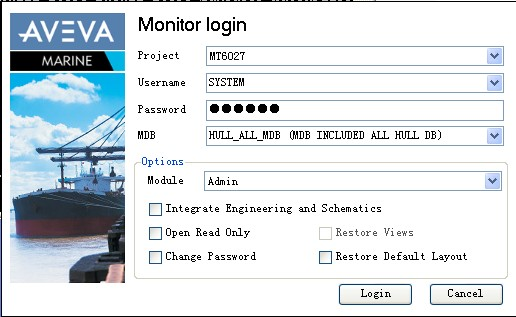 AVEVA
MARINE
Monitor login
Project MT6027
Username SYSTEM
Password ●●●●●●
MDB HULL_ALL_MDB (MDB INCLUDED ALL HULL DB)
Options
Module Admin
Integrate Engineering and Schematics
Open Read Only Restore Views
Change Password Restore Default Layout
Login Cancel